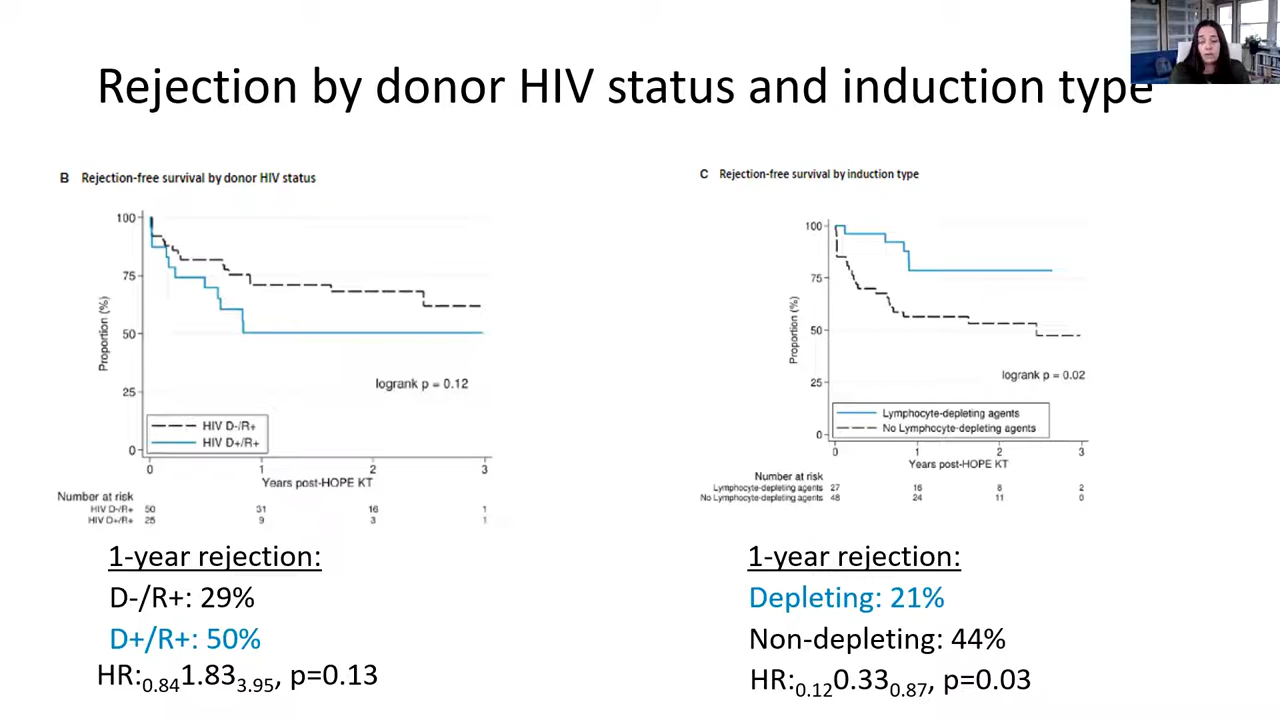 Rejection by donor HIV status and induction type
B Rejection-free survival by donor HIV status
100
75
50
25
0
Proportion (%)
logrank p = 0.12
HIV D-/R+
HIV D+/R+
0 1 2 3
Years post-HOPE KT
Number at risk
HIV D-/R+ 50 31 16 1
HIV D+/R+ 25 9 3 1
1-year rejection:
D-/R+: 29%
D+/R+: 50%
HR:0.841.833.95, p=0.13
C Rejection-free survival by induction type
100
75
50
25
0
Proportion (%)
logrank p = 0.02
Lymphocyte-depleting agents
No Lymphocyte-depleting agents
0 1 2 3
Years post-HOPE KT
Number at risk
Lymphocyte-depleting agents 27 16 8 2
No Lymphocyte-depleting agents 48 24 11 0
1-year rejection:
Depleting: 21%
Non-depleting: 44%
HR:0.120.330.87, p=0.03